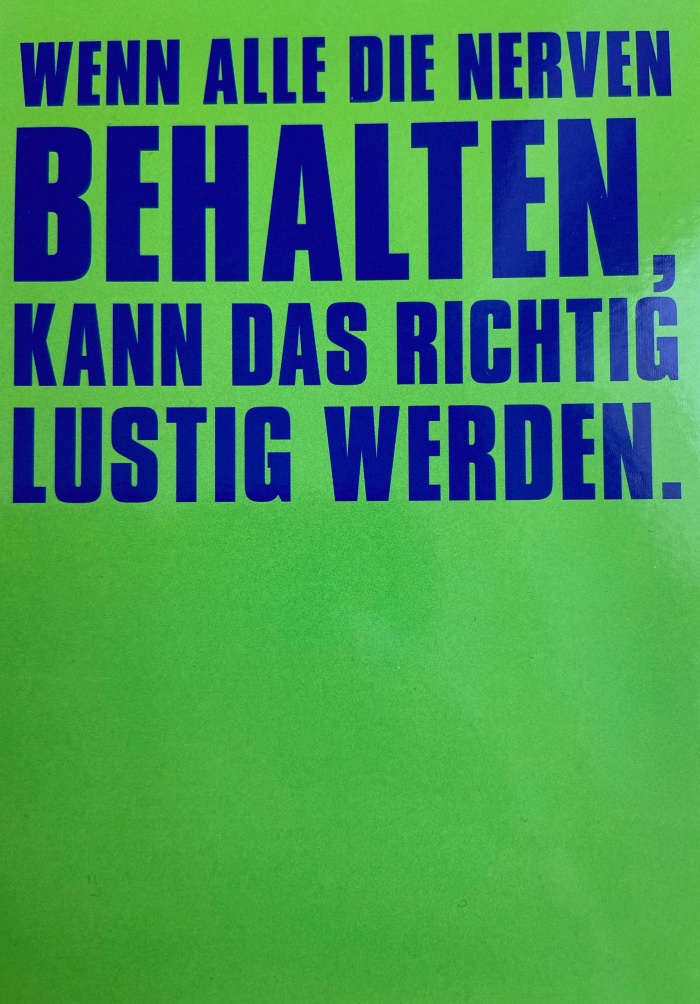 WENN ALLE DIE NERVEN
BEHALTEN,
KANN DAS RICHTIG
LUSTIG WERDEN.